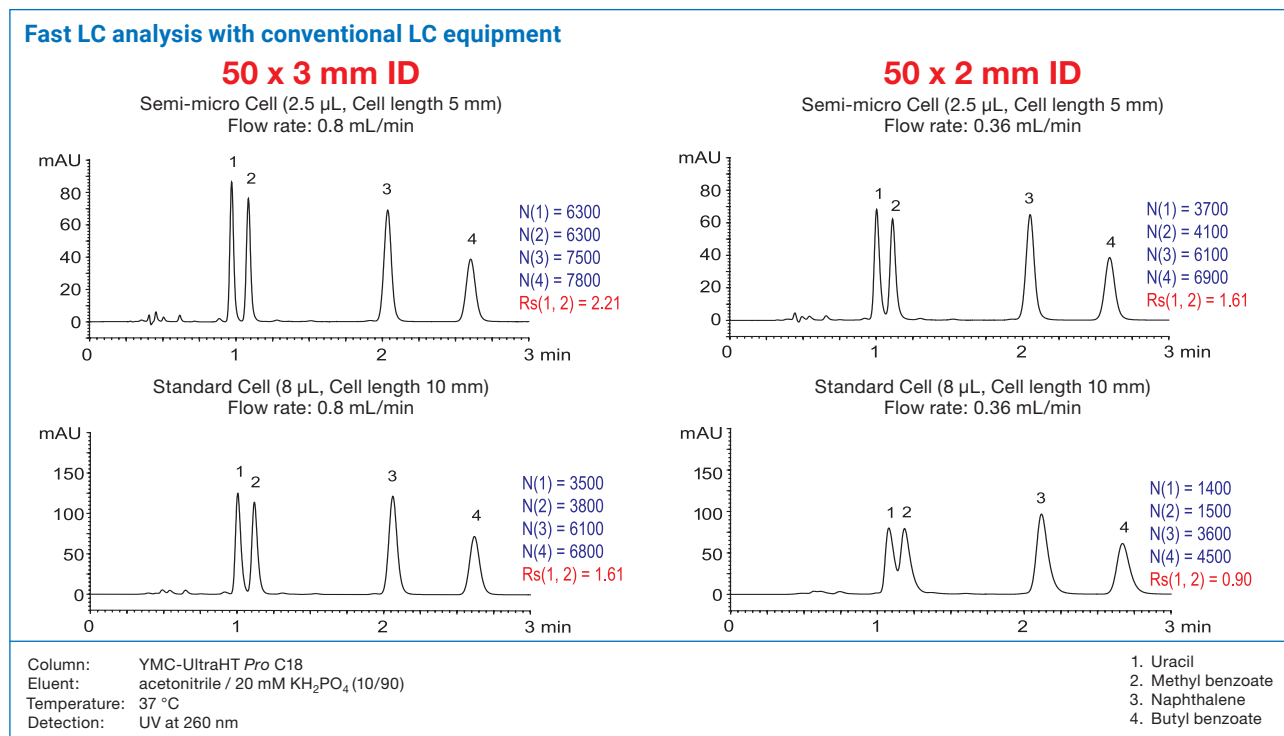 Fast LC analysis with conventional LC equipment
50 x 3 mm ID
Semi-micro Cell (2.5 µL, Cell length 5 mm)
Flow rate: 0.8 mL/min
mAU
80
60
40
20
0
1
2
3
4
N(1) = 6300
N(2) = 6300
N(3) = 7500
N(4) = 7800
Rs(1, 2) = 2.21
0
1
2
3 min
50 x 2 mm ID
Semi-micro Cell (2.5 µL, Cell length 5 mm)
Flow rate: 0.36 mL/min
mAU
80
60
40
20
0
1
2
3
4
N(1) = 3700
N(2) = 4100
N(3) = 6100
N(4) = 6900
Rs(1, 2) = 1.61
0
1
2
3 min
Standard Cell (8 µL, Cell length 10 mm)
Flow rate: 0.8 mL/min
mAU
150
100
50
0
1
2
3
4
N(1) = 3500
N(2) = 3800
N(3) = 6100
N(4) = 6800
Rs(1, 2) = 1.61
0
1
2
3 min
Standard Cell (8 µL, Cell length 10 mm)
Flow rate: 0.36 mL/min
mAU
150
100
50
0
1
2
3
4
N(1) = 1400
N(2) = 1500
N(3) = 3600
N(4) = 4500
Rs(1, 2) = 0.90
0
1
2
3 min
Column: YMC-UltraHT Pro C18
Eluent: acetonitrile / 20 mM KH₂PO₄ (10/90)
Temperature: 37 °C
Detection: UV at 260 nm
1. Uracil
2. Methyl benzoate
3. Naphthalene
4. Butyl benzoate